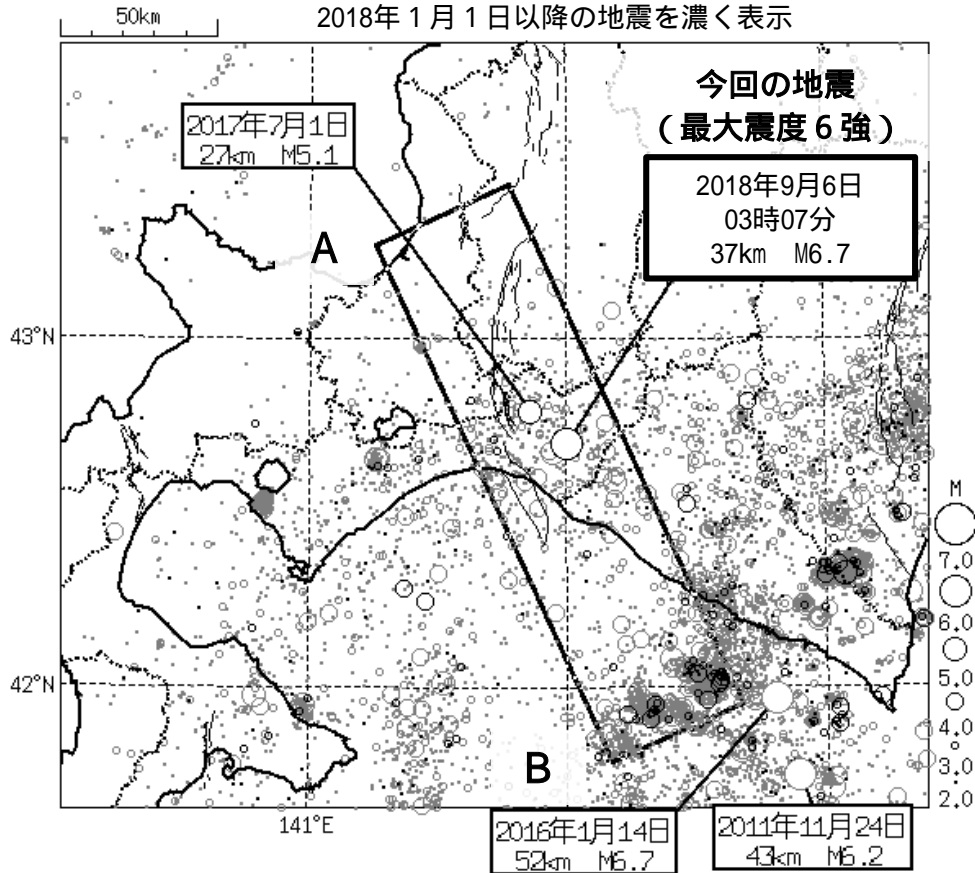 50km
2018年1月1日以降の地震を濃く表示
今回の地震
(最大震度6強)
2017年7月1日
27km M5.1
2018年9月6日
03時07分
37km M6.7
A
43°N
42°N
B
141°E
M
7.0
6.0
5.0
4.0
3.0
2.0
2016年1月14日
52km M6.7
2011年11月24日
43km M6.2